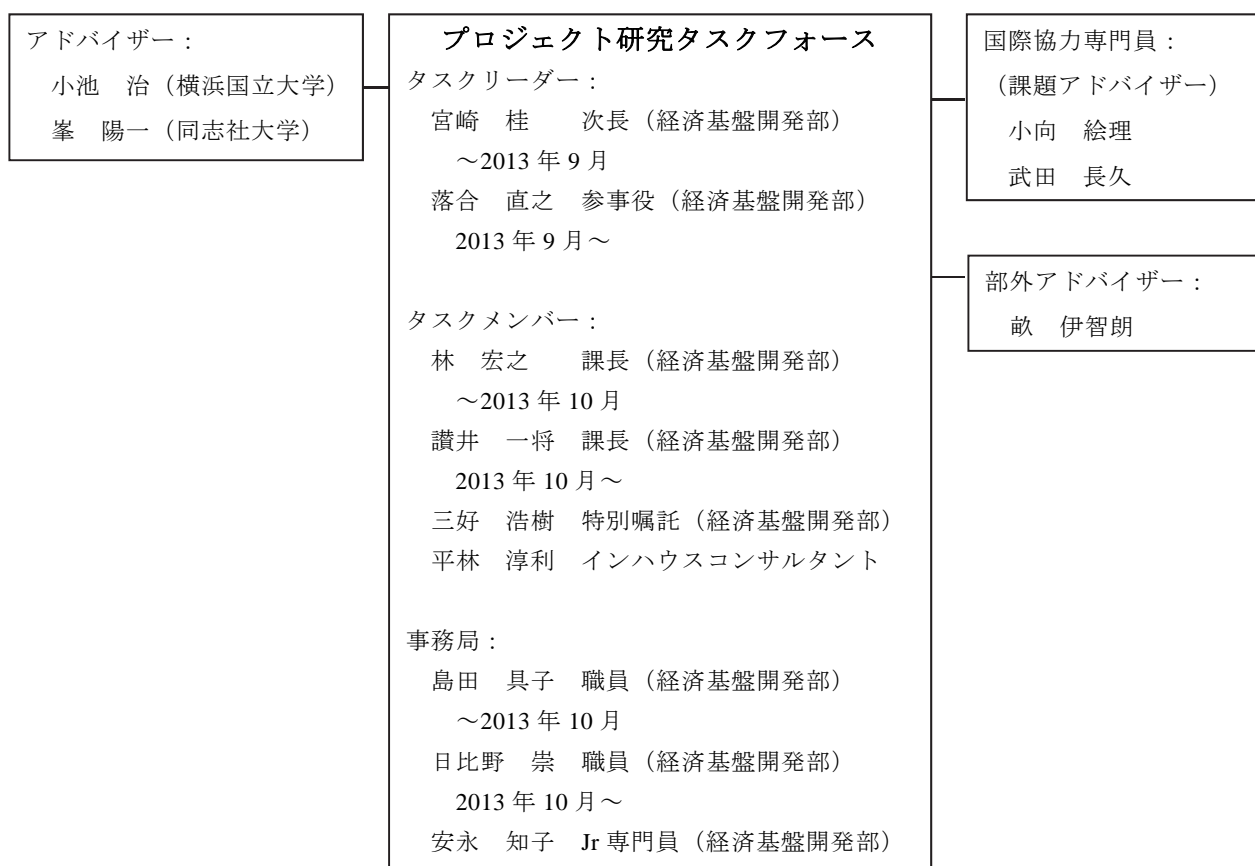 アドバイザー：
小池　治（横浜国立大学）
峯　陽一（同志社大学）
プロジェクト研究タスクフォース
タスクリーダー：
宮崎　桂　　次長（経済基盤開発部）
～2013 年 9 月
落合　直之　参事役（経済基盤開発部）
2013 年 9 月～
タスクメンバー：
林　宏之　　課長（経済基盤開発部）
～2013 年 10 月
讃井　一将　課長（経済基盤開発部）
2013 年 10 月～
三好　浩樹　特別嘱託（経済基盤開発部）
平林　淳利　インハウスコンサルタント
事務局：
島田　具子　職員（経済基盤開発部）
～2013 年 10 月
日比野　崇　職員（経済基盤開発部）
2013 年 10 月～
安永　知子　Jr 専門員（経済基盤開発部）
国際協力専門員：
（課題アドバイザー）
小向　絵理
武田　長久
部外アドバイザー：
畝　伊智朗